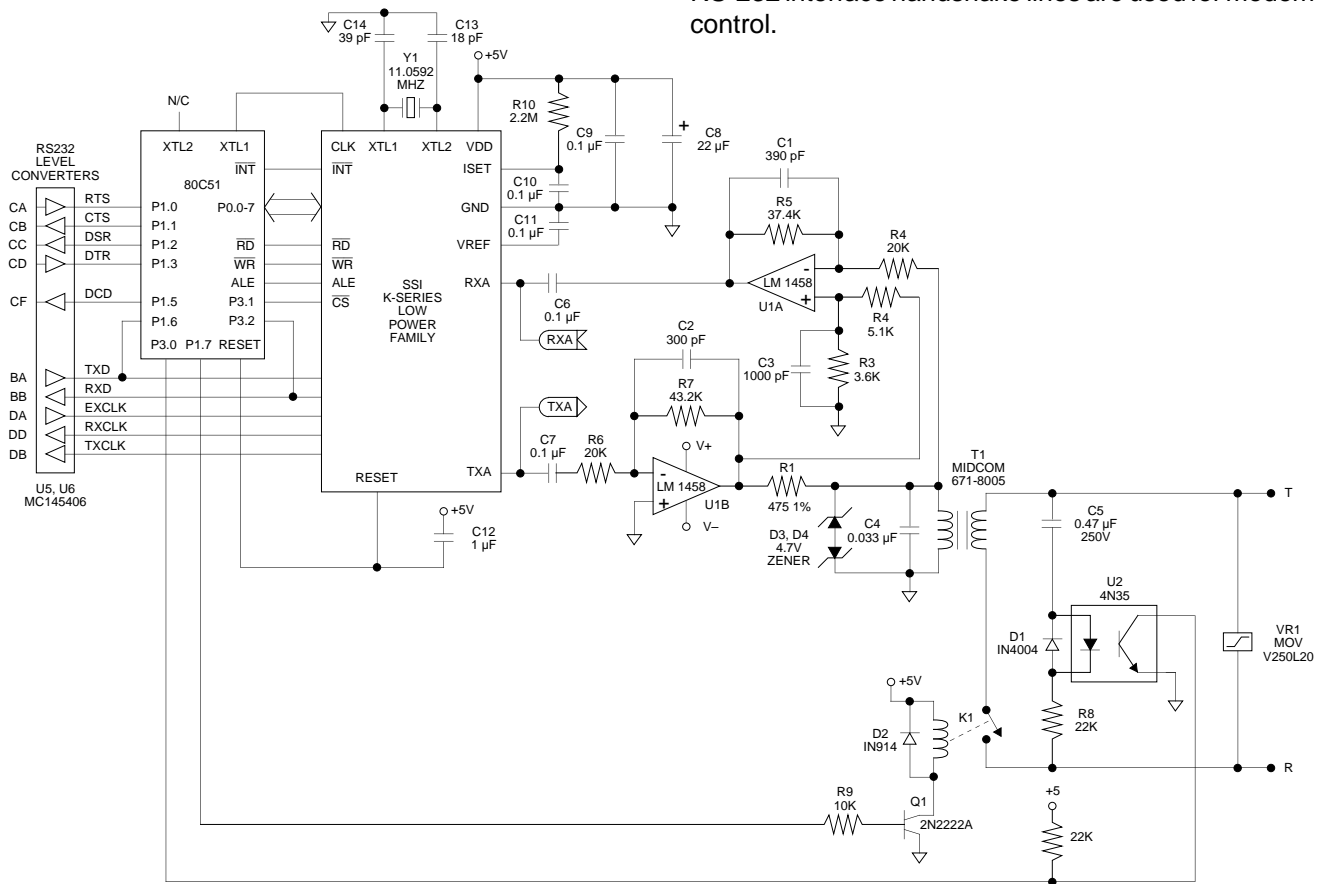 RS-232 interface handshake lines are used for modem
control.
C14
39 pF
C13
18 pF
Y1
11.0592
MHZ
+5V
N/C
R10
2.2M
C9
0.1 µF
+
C8
22 µF
C1
390 pF
RS232
LEVEL
CONVERTERS
XTL2
XTL1
INT
80C51
P1.0
P0.0-7
P1.1
P1.2
RD
P1.3
WR
ALE
P1.5
P3.1
P1.6
P3.2
P3.0
P1.7
RESET
CLK
XTL1
XTL2
VDD
INT
ISET
GND
VREF
RD
WR
RXA
ALE
CS
SSI
K-SERIES
LOW
POWER
FAMILY
TXA
RESET
C10
0.1 µF
C11
0.1 µF
CA
RTS
CB
CTS
CC
DSR
CD
DTR
CF
DCD
BA
TXD
BB
RXD
DA
EXCLK
DD
RXCLK
DB
TXCLK
U5, U6
MC145406
R5
37.4K
R4
20K
-
LM 1458
+
U1A
R4
5.1K
C6
0.1 µF
RXA
C2
300 pF
C3
1000 pF
R3
3.6K
R7
43.2K
TXA
C7
0.1 µF
R6
20K
V+
-
LM 1458
+
U1B
V–
R1
475 1%
T1
MIDCOM
671-8005
T
C5
0.47 µF
250V
+5V
C12
1 µF
D3, D4
4.7V
ZENER
C4
0.033 µF
U2
4N35
D1
IN4004
VR1
MOV
V250L20
+5V
D2
IN914
K1
R8
22K
R
R9
10K
Q1
2N2222A
+5
22K